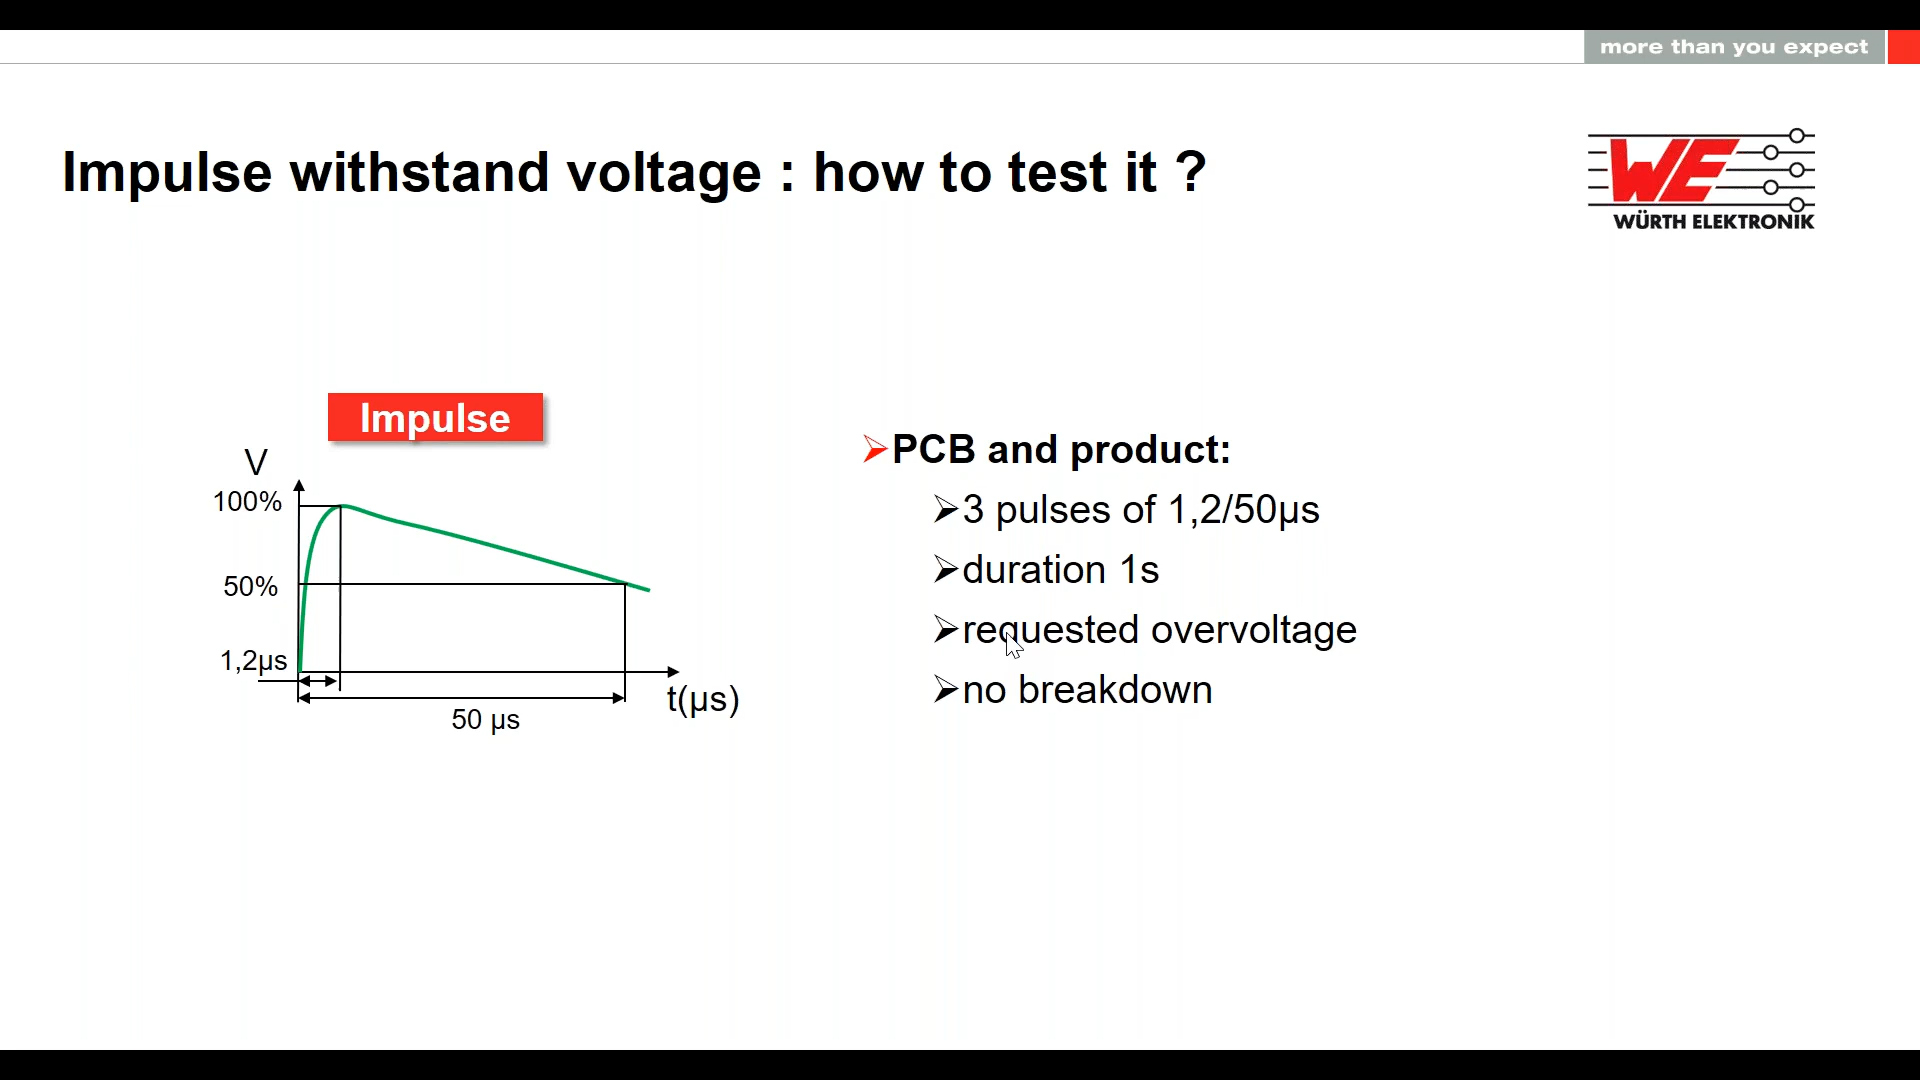 more than you expect
Impulse withstand voltage : how to test it ?
WE
WÜRTH ELEKTRONIK
Impulse
V
100%
50%
1,2µs
50 µs
t(µs)
PCB and product:
3 pulses of 1,2/50µs
duration 1s
requested overvoltage
no breakdown